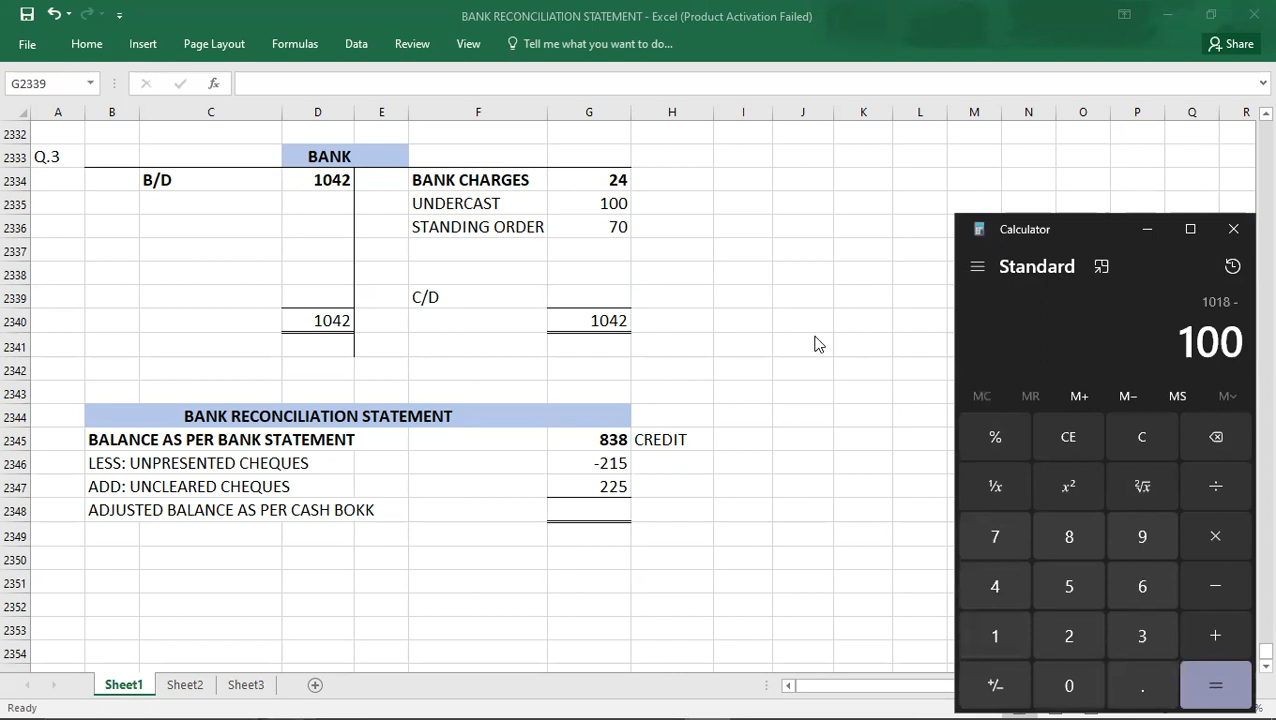 BANK RECONCILIATION STATEMENT - Excel (Product Activation Failed)
File Home Insert Page Layout Formulas Data Review View Tell me what you want to do... Share
G2339 fx
A B C D E F G H I J K L M N O P Q R
2332
2333 Q.3 BANK
2334 B/D 1042 BANK CHARGES 24
2335 UNDERCAST 100
2336 STANDING ORDER 70
2337
2338
2339 C/D
2340 1042 1042
2341
2342
2343
2344 BANK RECONCILIATION STATEMENT
2345 BALANCE AS PER BANK STATEMENT 838 CREDIT
2346 LESS: UNPRESENTED CHEQUES -215
2347 ADD: UNCLEARED CHEQUES 225
2348 ADJUSTED BALANCE AS PER CASH BOKK
2349
2350
2351
2352
2353
2354
Sheet1 Sheet2 Sheet3
Ready %
Calculator
Standard
1018 -
100
MC MR M+ M− MS M˅
% CE C
¹/x x² ²√x ÷
7 8 9 ×
4 5 6 −
1 2 3 +
+/− 0 . =